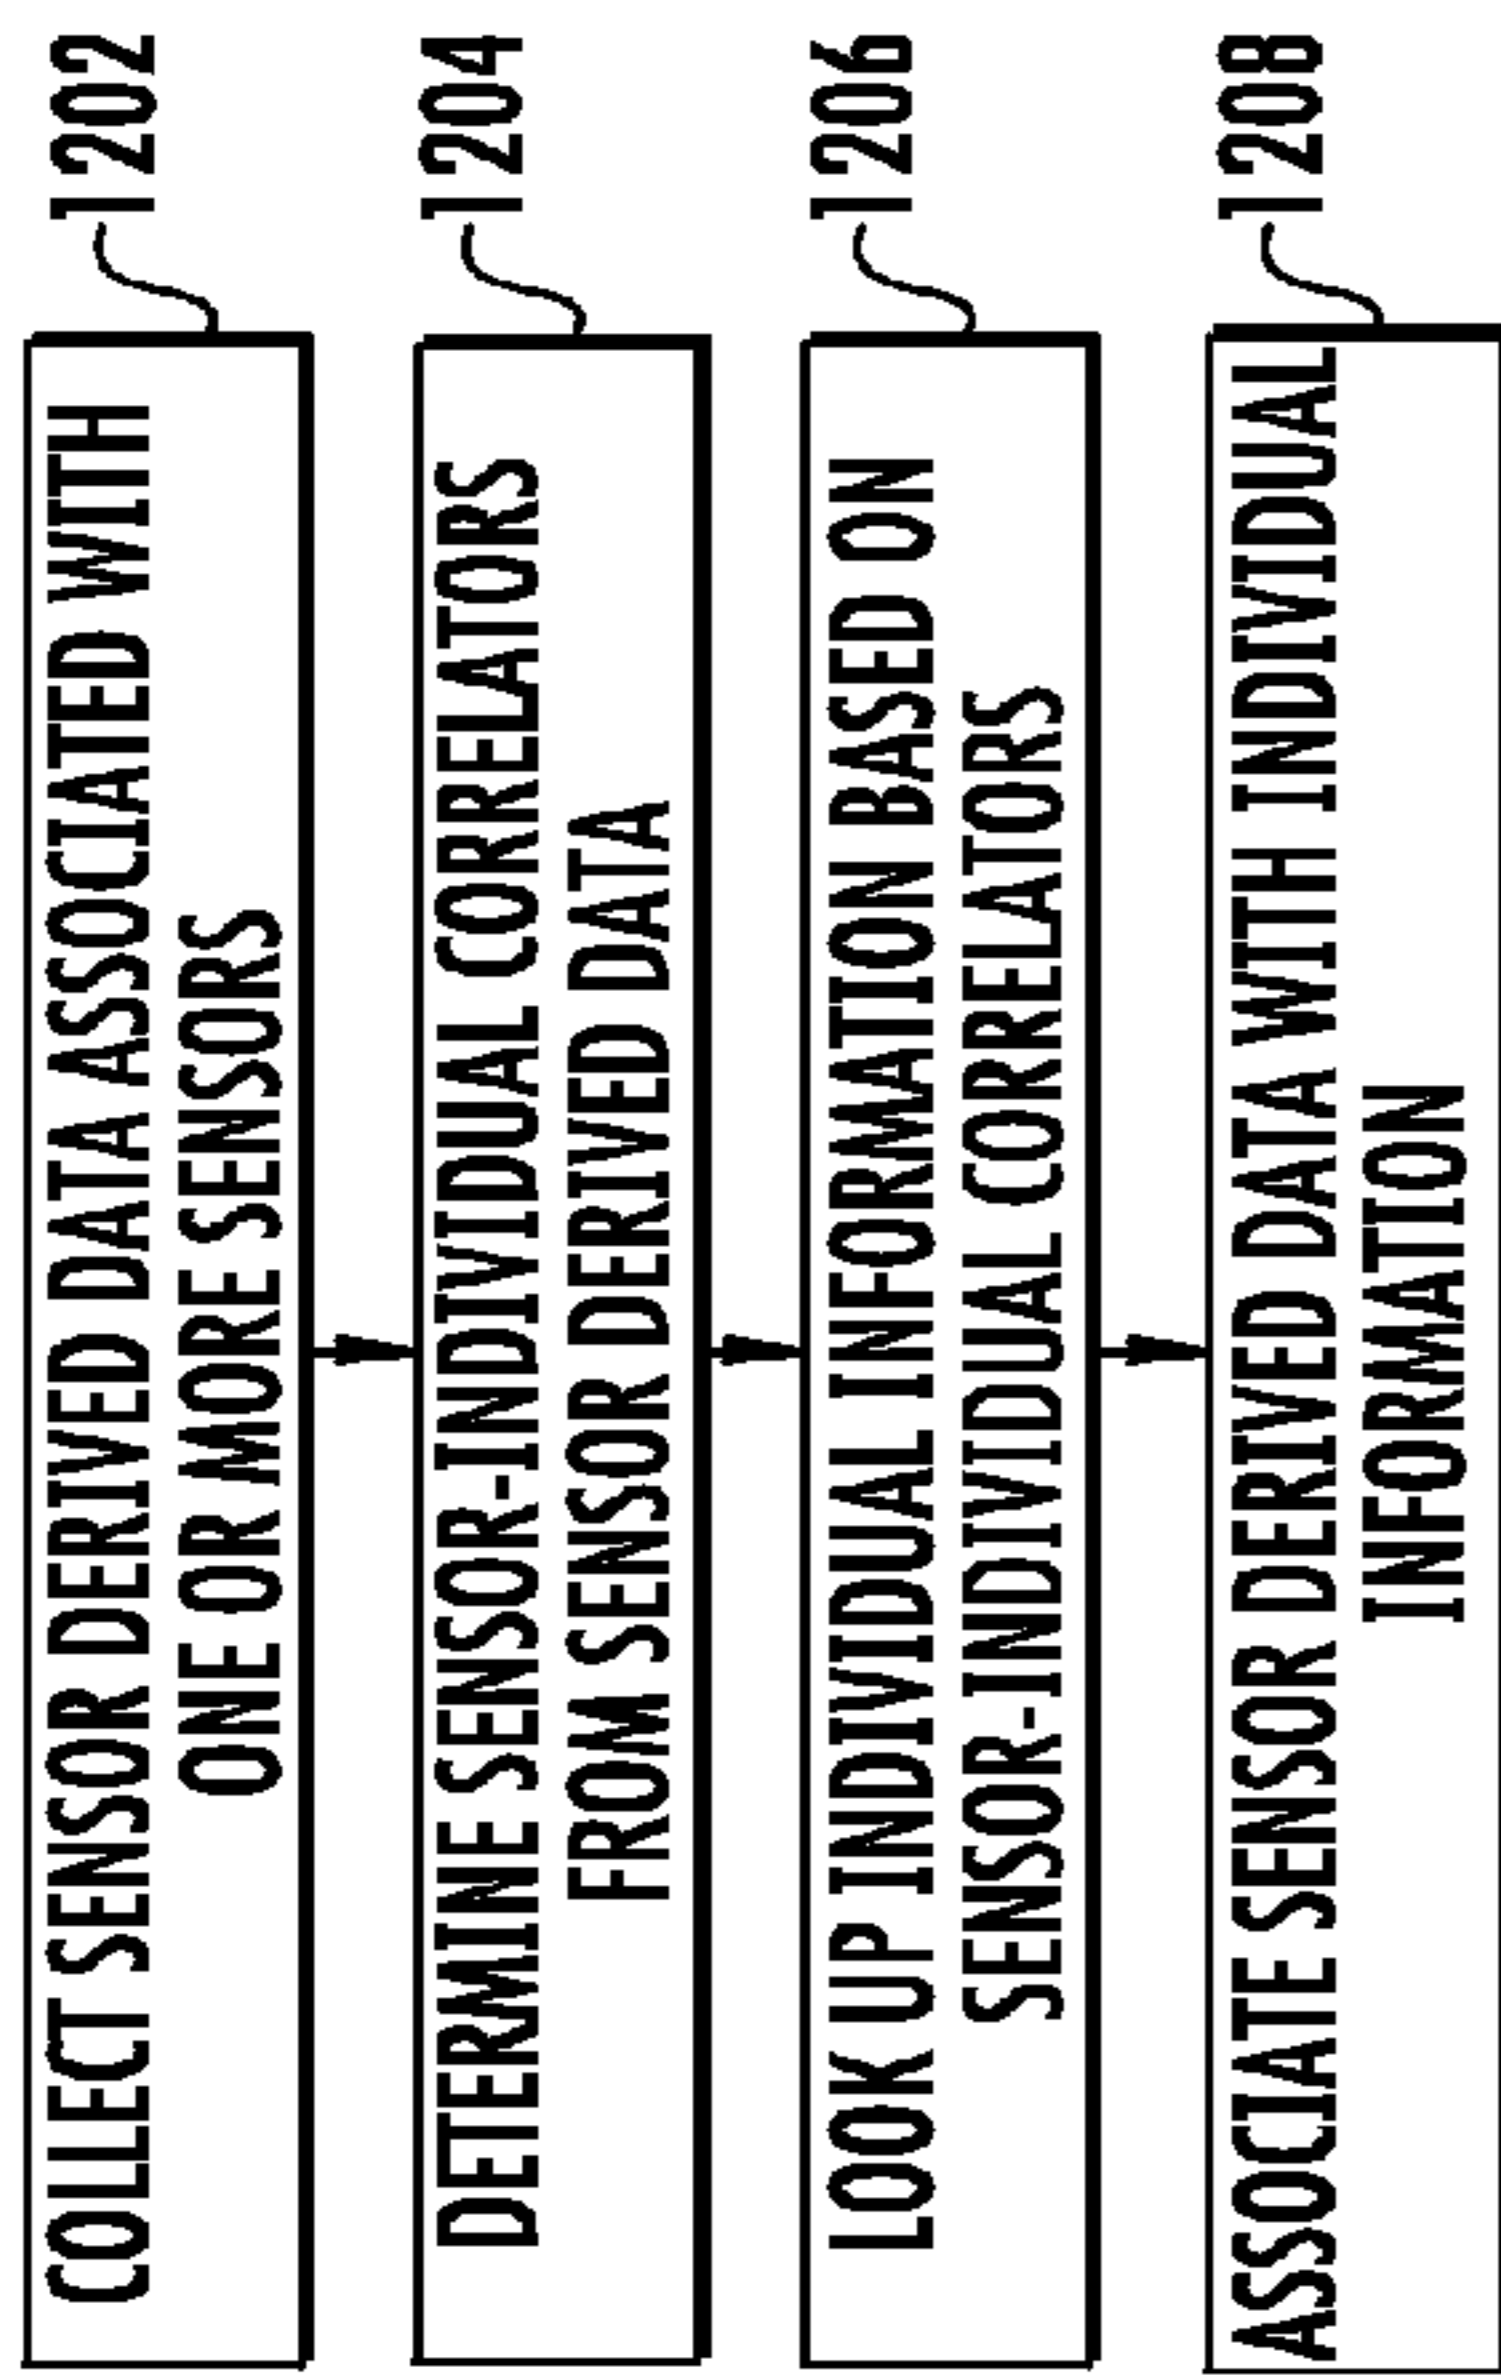 COLLECT SENSOR DERIVED DATA ASSOCIATED WITH
ONE OR MORE SENSORS
1202
DETERMINE SENSOR-INDIVIDUAL CORRELATORS
FROM SENSOR DERIVED DATA
1204
LOOK UP INDIVIDUAL INFORMATION BASED ON
SENSOR-INDIVIDUAL CORRELATORS
1206
ASSOCIATE SENSOR DERIVED DATA WITH INDIVIDUAL
INFORMATION
1208